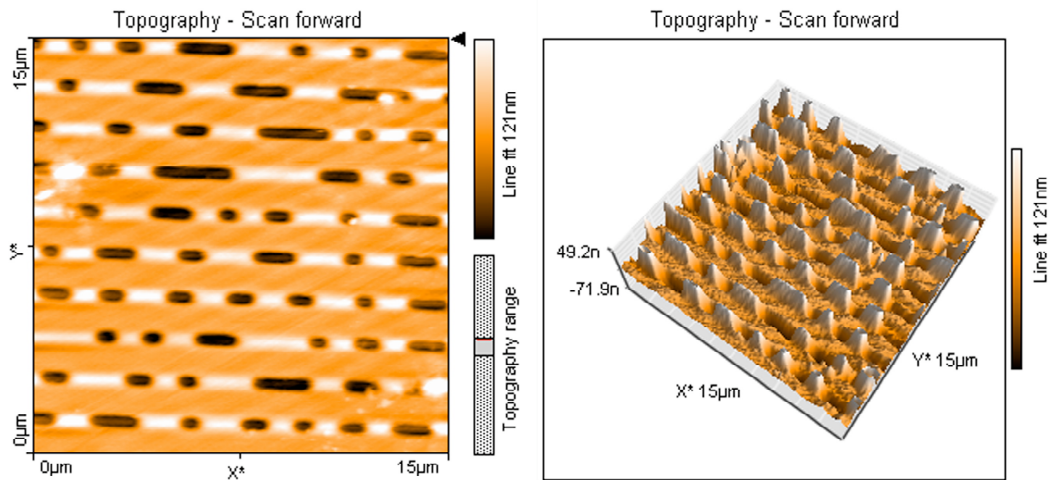 Topography - Scan forward
15µm
Y*
0µm
0µm
X*
15µm
Line fit 121nm
Topography range
Topography - Scan forward
49.2n
-71.9n
X* 15µm
Y* 15µm
Line fit 121nm